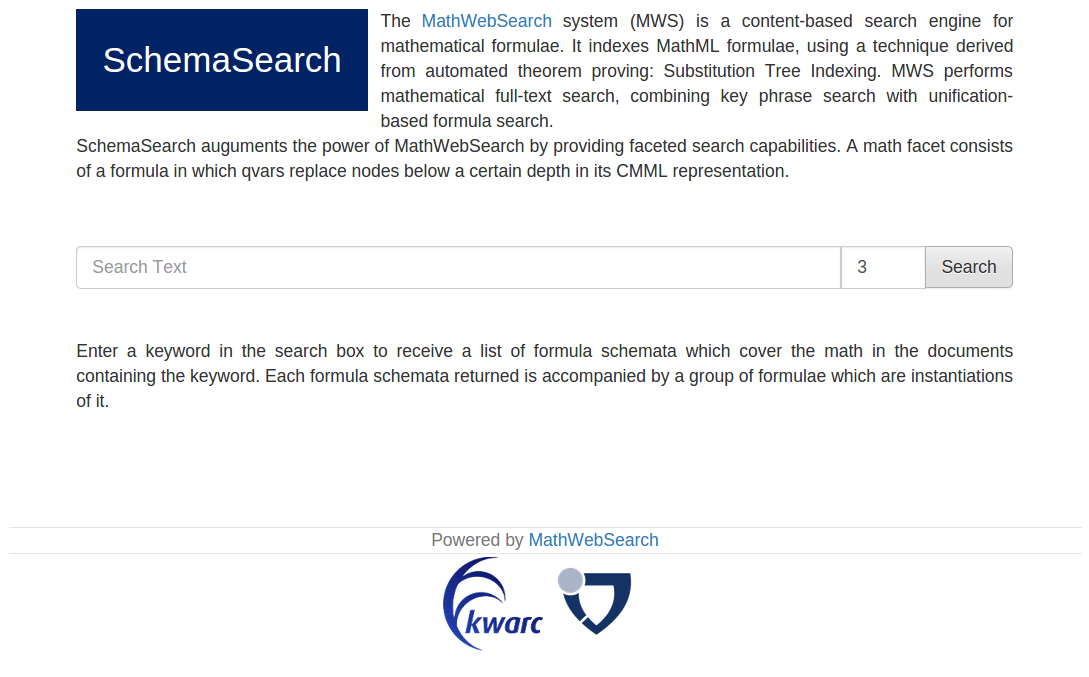 SchemaSearch
The MathWebSearch system (MWS) is a content-based search engine for
mathematical formulae. It indexes MathML formulae, using a technique derived
from automated theorem proving: Substitution Tree Indexing. MWS performs
mathematical full-text search, combining key phrase search with unification-
based formula search.
SchemaSearch auguments the power of MathWebSearch by providing faceted search capabilities. A math facet consists
of a formula in which qvars replace nodes below a certain depth in its CMML representation.
Search Text 3 Search
Enter a keyword in the search box to receive a list of formula schemata which cover the math in the documents
containing the keyword. Each formula schemata returned is accompanied by a group of formulae which are instantiations
of it.
Powered by MathWebSearch
kwarc